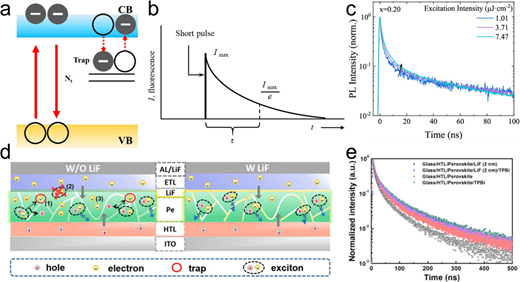 a
CB
Trap
Nt
VB
b
Short pulse
I max
I max
e
I, fluorescence
τ
t
c
x=0.20
Excitation Intensity (μJ·cm⁻²)
1.01
3.71
7.47
PL Intensity (norm.)
10⁰
0 20 40 60 80 100
Time (ns)
d
W/O LiF
AL/LiF
W LiF
ETL
LiF
Pe
HTL
ITO
(1)
(2)
(3)
hole
electron
trap
exciton
e
Glass/HTL/Perovskite/LiF (2 nm)
Glass/HTL/Perovskite/LiF (2 nm)/TPBi
Glass/HTL/Perovskite
Glass/HTL/Perovskite/TPBi
Normalized intensity (a.u.)
0 100 200 300 400 500
Time (ns)